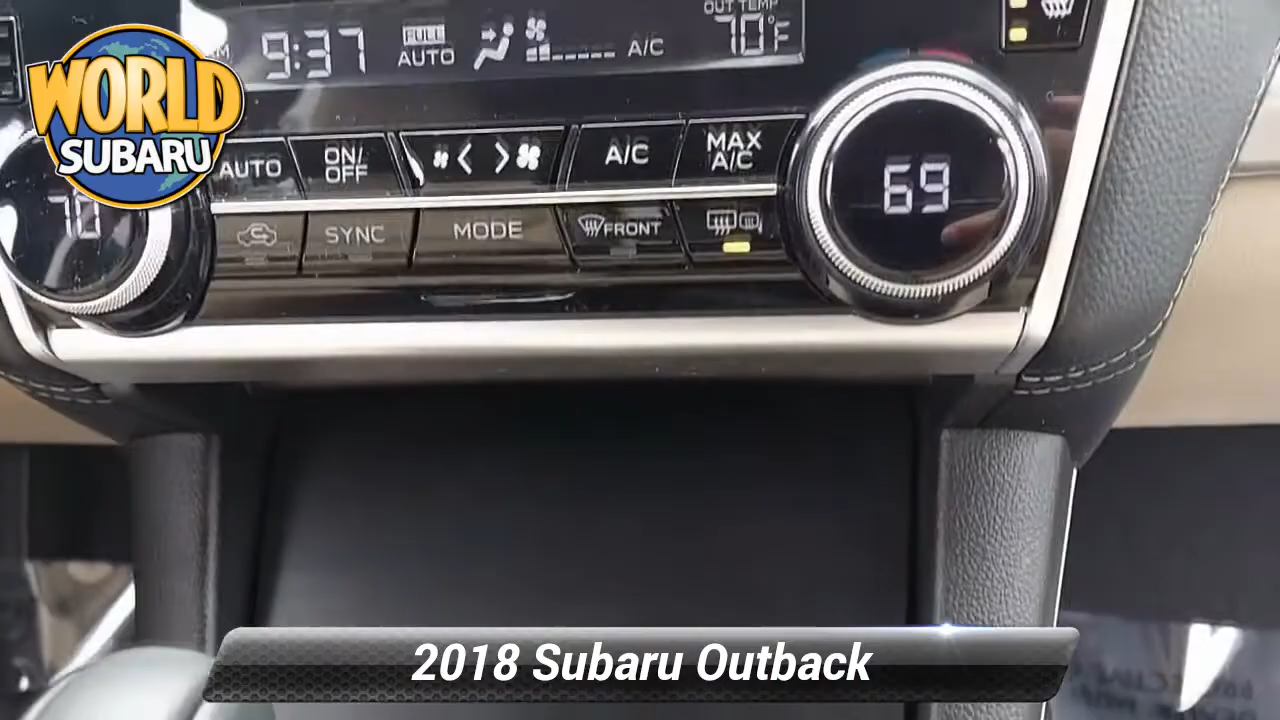 WORLD
SUBARU
9:37
FULL
AUTO
A/C
OUT TEMP
70°F
AUTO
ON/
OFF
A/C
MAX
A/C
70
69
SYNC
MODE
FRONT
2018 Subaru Outback